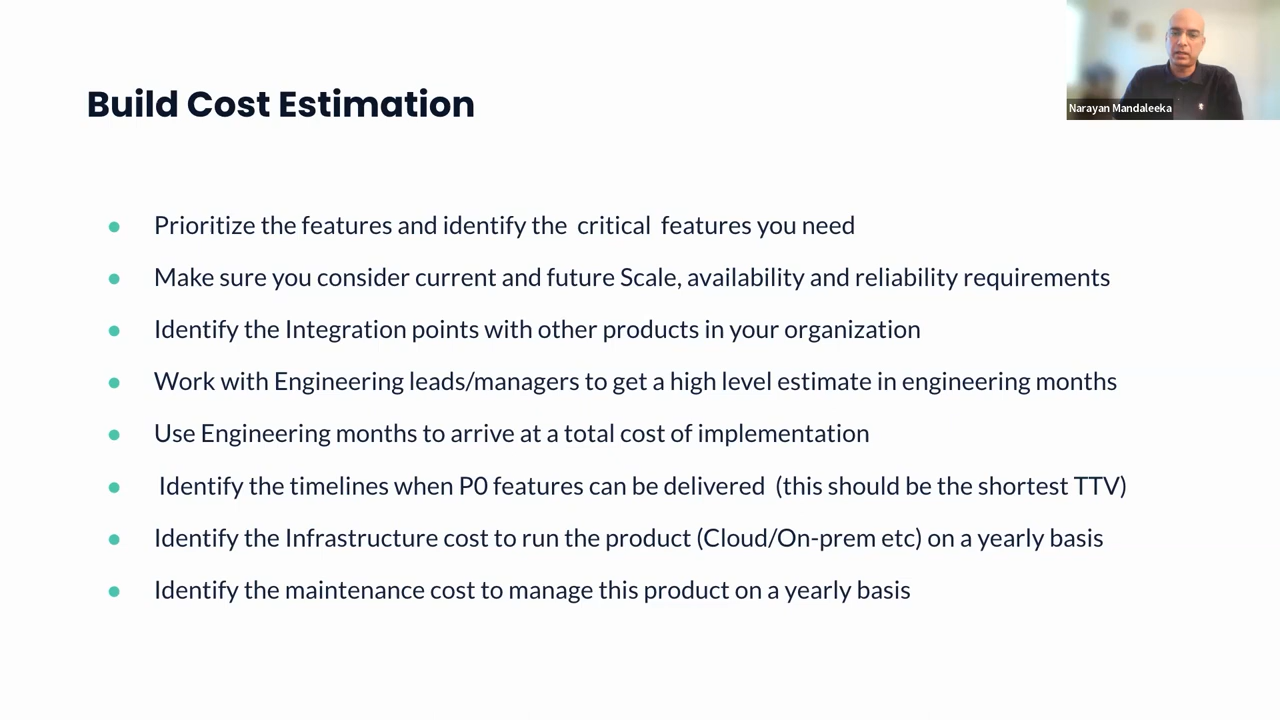 Build Cost Estimation
Narayan Mandaleeka
● Prioritize the features and identify the critical features you need
● Make sure you consider current and future Scale, availability and reliability requirements
● Identify the Integration points with other products in your organization
● Work with Engineering leads/managers to get a high level estimate in engineering months
● Use Engineering months to arrive at a total cost of implementation
● Identify the timelines when P0 features can be delivered (this should be the shortest TTV)
● Identify the Infrastructure cost to run the product (Cloud/On-prem etc) on a yearly basis
● Identify the maintenance cost to manage this product on a yearly basis